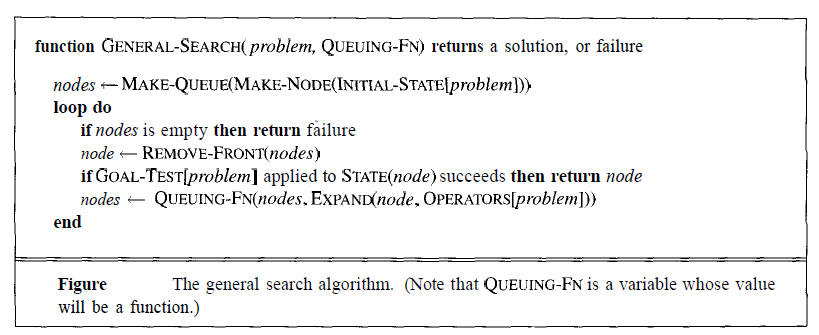 function GENERAL-SEARCH( problem, QUEUING-FN) returns a solution, or failure
nodes ← MAKE-QUEUE(MAKE-NODE(INITIAL-STATE[problem]))
loop do
if nodes is empty then return failure
node ← REMOVE-FRONT(nodes)
if GOAL-TEST[problem] applied to STATE(node) succeeds then return node
nodes ← QUEUING-FN(nodes, EXPAND(node, OPERATORS[problem]))
end
Figure The general search algorithm. (Note that QUEUING-FN is a variable whose value
will be a function.)